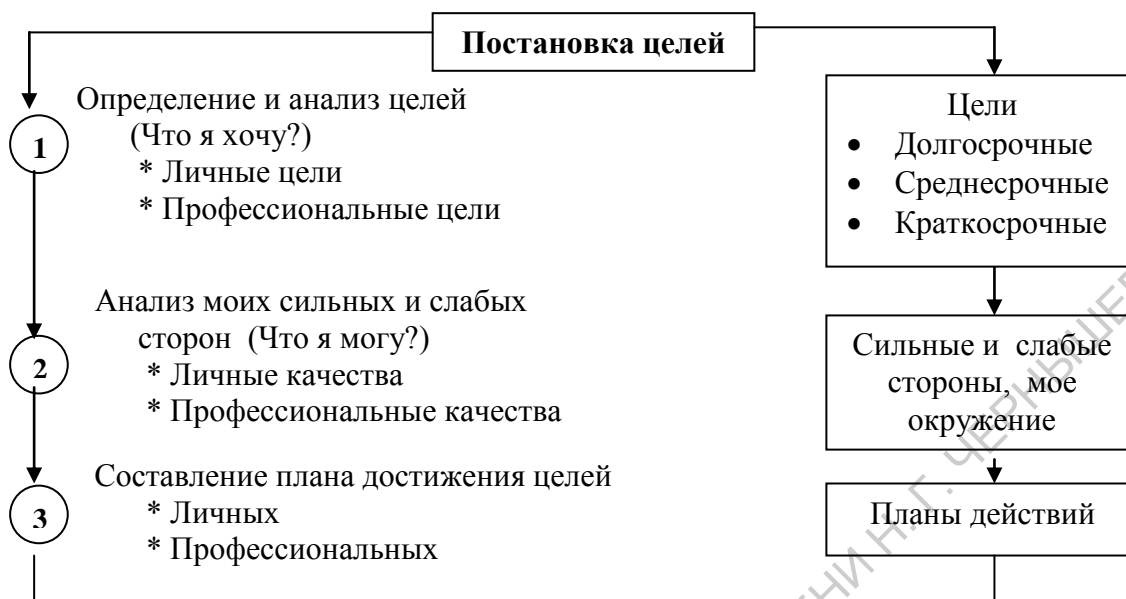 Постановка целей
1
Определение и анализ целей
(Что я хочу?)
* Личные цели
* Профессиональные цели
2
Анализ моих сильных и слабых
сторон (Что я могу?)
* Личные качества
* Профессиональные качества
3
Составление плана достижения целей
* Личных
* Профессиональных
Цели
• Долгосрочные
• Среднесрочные
• Краткосрочные
Сильные и слабые
стороны, мое
окружение
Планы действий
Н. Г.